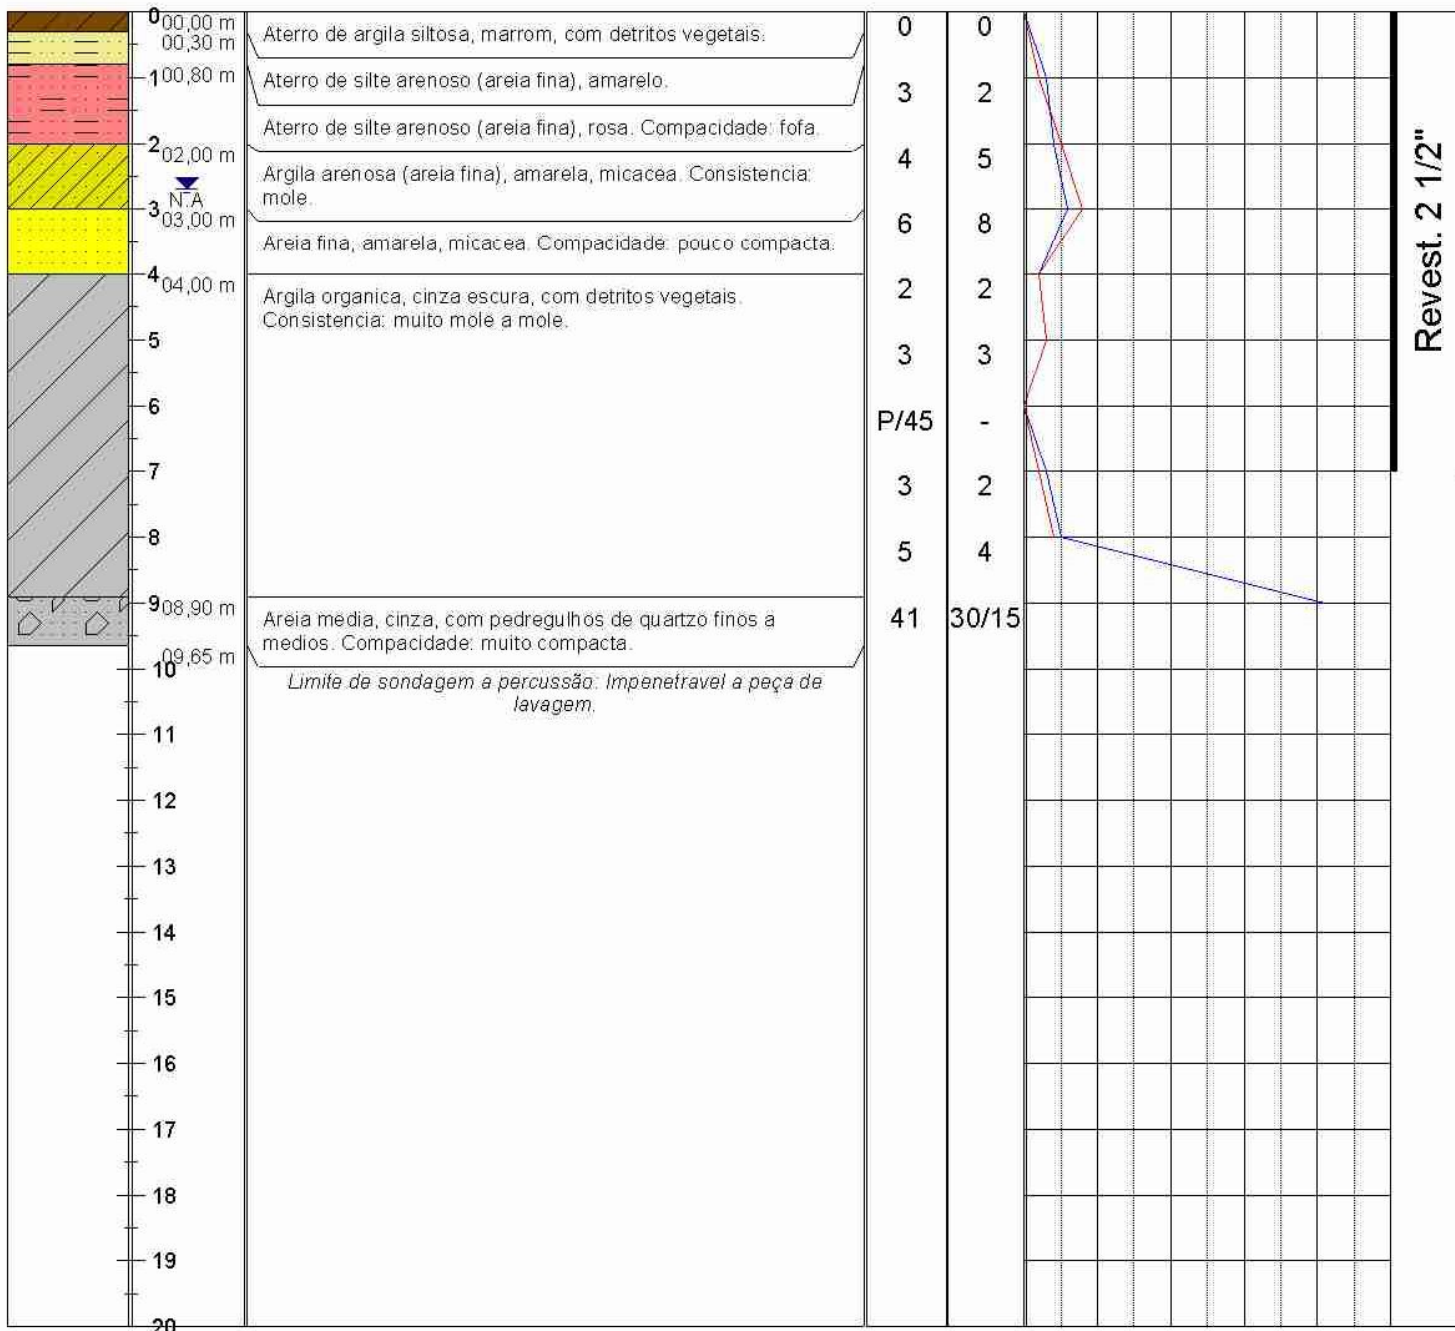 0 00,00 m
00,30 m
Aterro de argila siltosa, marrom, com detritos vegetais.
0 0
1 00,80 m
Aterro de silte arenoso (areia fina), amarelo.
3 2
Aterro de silte arenoso (areia fina), rosa. Compacidade: fofa.
2 02,00 m
Argila arenosa (areia fina), amarela, micacea. Consistencia:
mole.
4 5
N.A
3 03,00 m
Areia fina, amarela, micacea. Compacidade: pouco compacta.
6 8
4 04,00 m
Argila organica, cinza escura, com detritos vegetais.
Consistencia: muito mole a mole.
2 2
5
3 3
6
P/45 -
7
3 2
8
5 4
9 08,90 m
Areia media, cinza, com pedregulhos de quartzo finos a
medios. Compacidade: muito compacta.
41 30/15
09,65 m
10
Limite de sondagem a percussão: Impenetravel a peça de
lavagem.
11
12
13
14
15
16
17
18
19
20
Revest. 2 1/2"